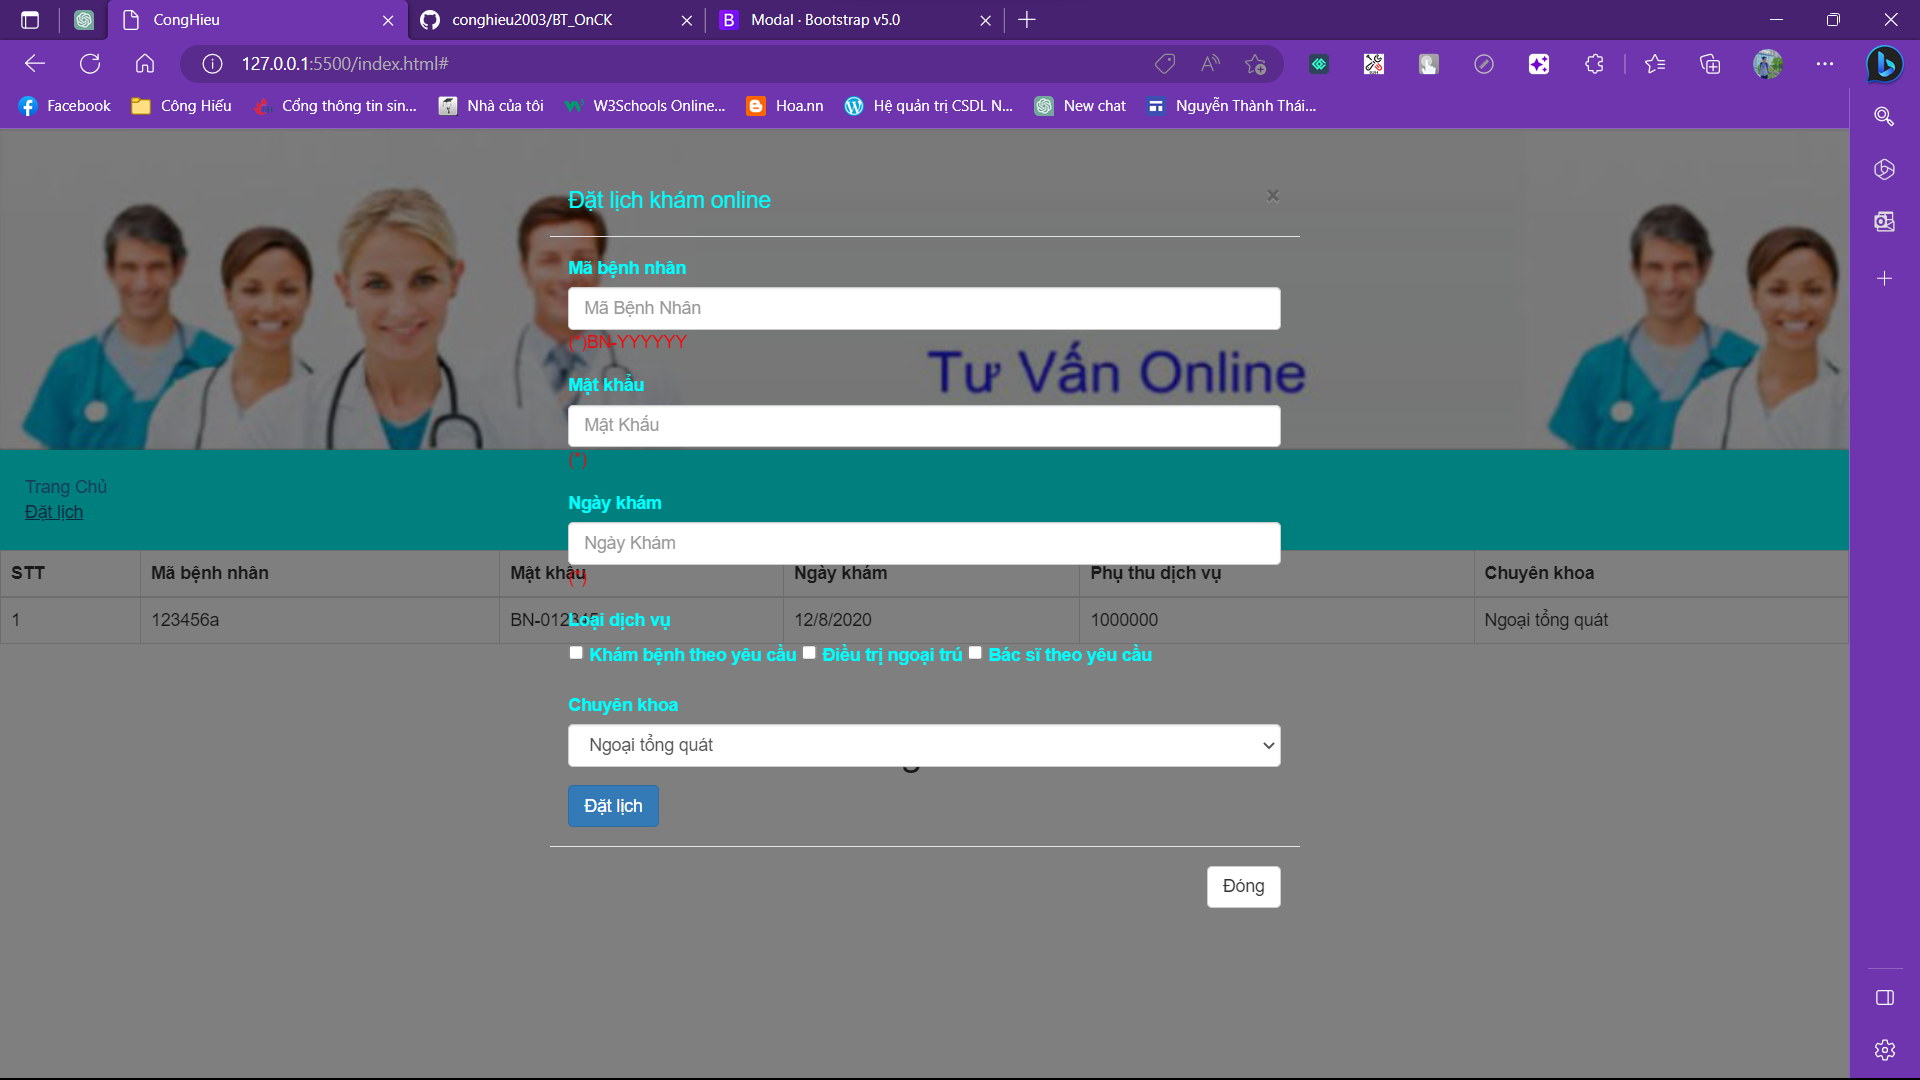 CongHieu
conghieu2003/BT_OnCK
B Modal · Bootstrap v5.0
127.0.0.1:5500/index.html#
Facebook
Công Hiếu
Cổng thông tin sin...
Nhà của tôi
W3Schools Online...
Hoa.nn
Hệ quản trị CSDL N...
New chat
Nguyễn Thành Thái...
Đặt lịch khám online ×
Mã bệnh nhân
Mã Bệnh Nhân
(*)BN-YYYYYY
Tư Vấn Online
Mật khẩu
Mật Khẩu
(*)
Trang Chủ
Đặt lịch
Ngày khám
Ngày Khám
(*)
STT Mã bệnh nhân Mật khẩu Ngày khám Phụ thu dịch vụ Chuyên khoa
1 123456a 12/8/2020 1000000 Ngoại tổng quát
Loại dịch vụ
Khám bệnh theo yêu cầu Điều trị ngoại trú Bác sĩ theo yêu cầu
Chuyên khoa
Ngoại tổng quát
Đặt lịch
Đóng